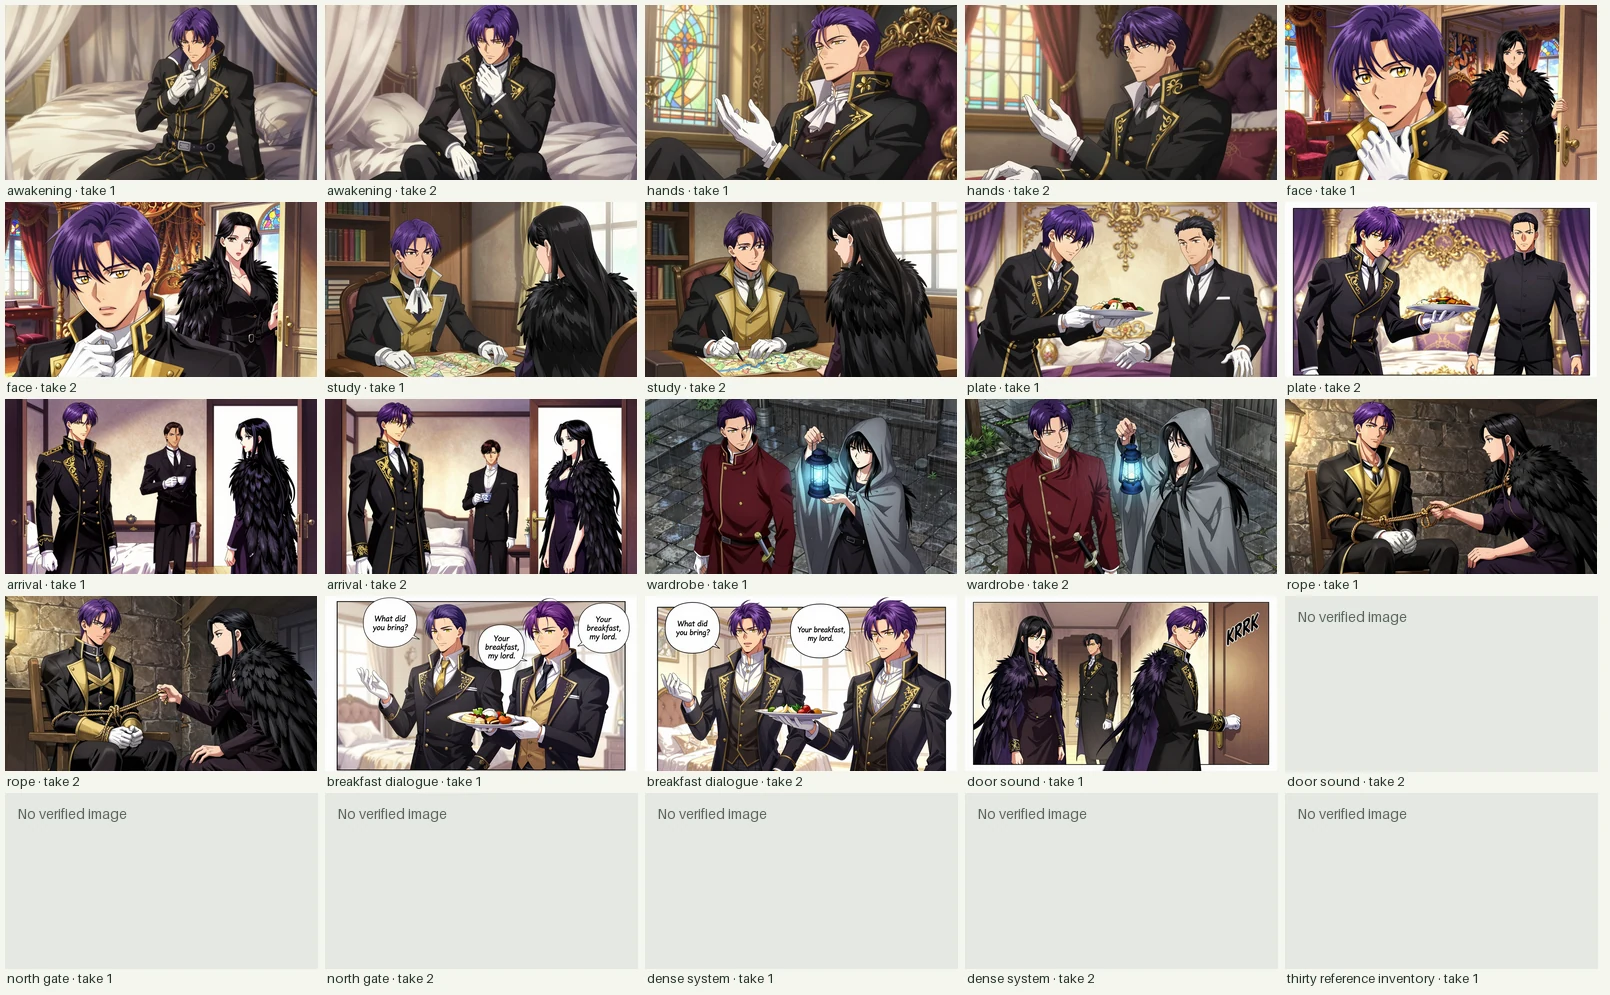 awakening · take 1
awakening · take 2
hands · take 1
hands · take 2
face · take 1
face · take 2
study · take 1
study · take 2
plate · take 1
plate · take 2
arrival · take 1
arrival · take 2
wardrobe · take 1
wardrobe · take 2
rope · take 1
What did
you bring?
Your
breakfast,
my lord.
Your
breakfast,
my lord.
What did
you bring?
Your breakfast,
my lord.
KRRK
No verified image
rope · take 2
breakfast dialogue · take 1
breakfast dialogue · take 2
door sound · take 1
door sound · take 2
No verified image
No verified image
No verified image
No verified image
No verified image
north gate · take 1
north gate · take 2
dense system · take 1
dense system · take 2
thirty reference inventory · take 1